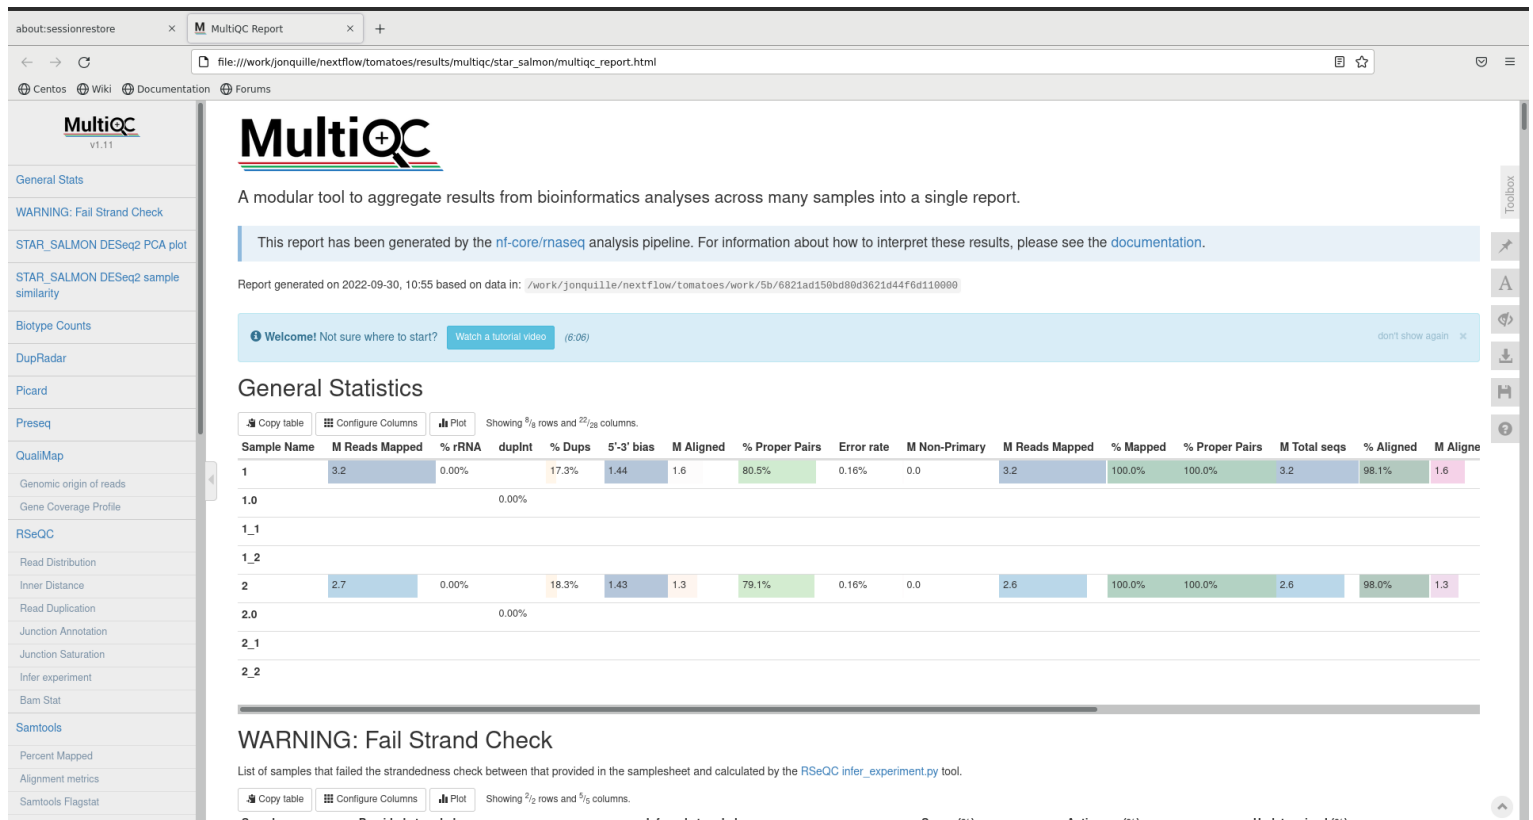 about:sessionrestore × M MultiQC Report × +
file:///work/jonquille/nextflow/tomatoes/results/multiqc/star_salmon/multiqc_report.html
Centos Wiki Documentation Forums
MultiQC
v1.11
General Stats
WARNING: Fail Strand Check
STAR_SALMON DESeq2 PCA plot
STAR_SALMON DESeq2 sample
similarity
Biotype Counts
DupRadar
Picard
Preseq
QualiMap
Genomic origin of reads
Gene Coverage Profile
RSeQC
Read Distribution
Inner Distance
Read Duplication
Junction Annotation
Junction Saturation
Infer experiment
Bam Stat
Samtools
Percent Mapped
Alignment metrics
Samtools Flagstat
MultiQC
A modular tool to aggregate results from bioinformatics analyses across many samples into a single report.
This report has been generated by the nf-core/rnaseq analysis pipeline. For information about how to interpret these results, please see the documentation.
Report generated on 2022-09-30, 10:55 based on data in: /work/jonquille/nextflow/tomatoes/work/5b/6821ad150bd80d3621d44f6d110000
Welcome! Not sure where to start? Watch a tutorial video (6:06) don't show again ×
General Statistics
Copy table Configure Columns Plot Showing 8/8 rows and 22/28 columns.
Sample Name M Reads Mapped % rRNA dupInt % Dups 5'-3' bias M Aligned % Proper Pairs Error rate M Non-Primary M Reads Mapped % Mapped % Proper Pairs M Total seqs % Aligned M Aligne
1 3.2 0.00% 17.3% 1.44 1.6 80.5% 0.16% 0.0 3.2 100.0% 100.0% 3.2 98.1% 1.6
1.0 0.00%
1_1
1_2
2 2.7 0.00% 18.3% 1.43 1.3 79.1% 0.16% 0.0 2.6 100.0% 100.0% 2.6 98.0% 1.3
2.0 0.00%
2_1
2_2
WARNING: Fail Strand Check
List of samples that failed the strandedness check between that provided in the samplesheet and calculated by the RSeQC infer_experiment.py tool.
Copy table Configure Columns Plot Showing 2/2 rows and 5/5 columns.
Toolbox
A